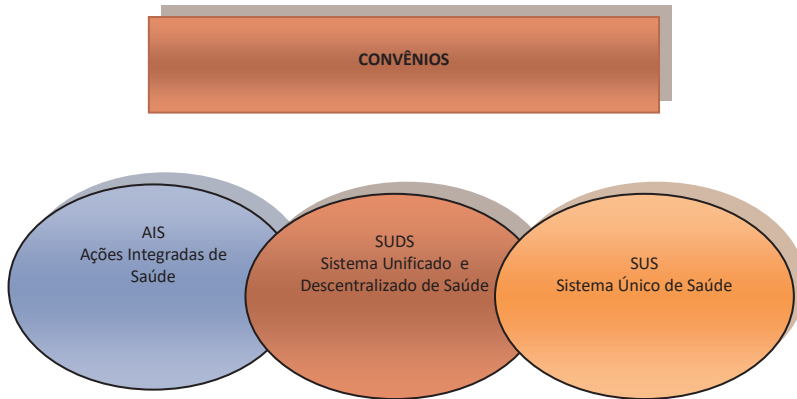 CONVÊNIOS
AIS
Ações Integradas de
Saúde
SUDS
Sistema Unificado e
Descentralizado de Saúde
SUS
Sistema Único de Saúde